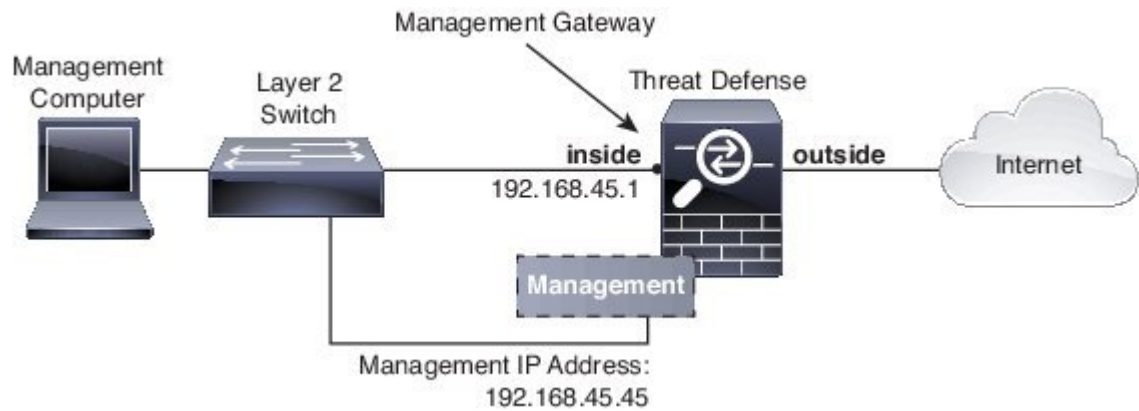 Management Gateway
Management
Computer
Layer 2
Switch
Threat Defense
inside
192.168.45.1
outside
Internet
Management
Management IP Address:
192.168.45.45